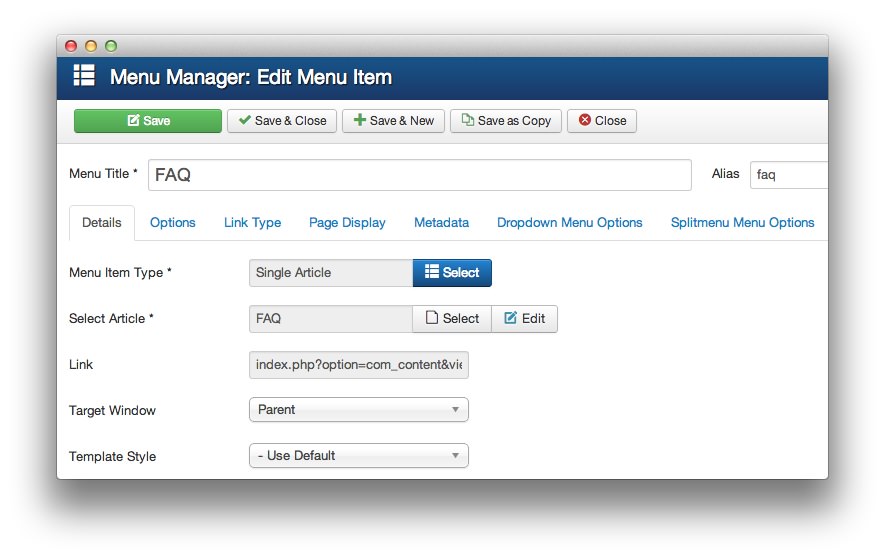 Menu Manager: Edit Menu Item
Save Save & Close Save & New Save as Copy Close
Menu Title * FAQ Alias faq
Details Options Link Type Page Display Metadata Dropdown Menu Options Splitmenu Menu Options
Menu Item Type * Single Article Select
Select Article * FAQ Select Edit
Link index.php?option=com_content&vie
Target Window Parent
Template Style - Use Default